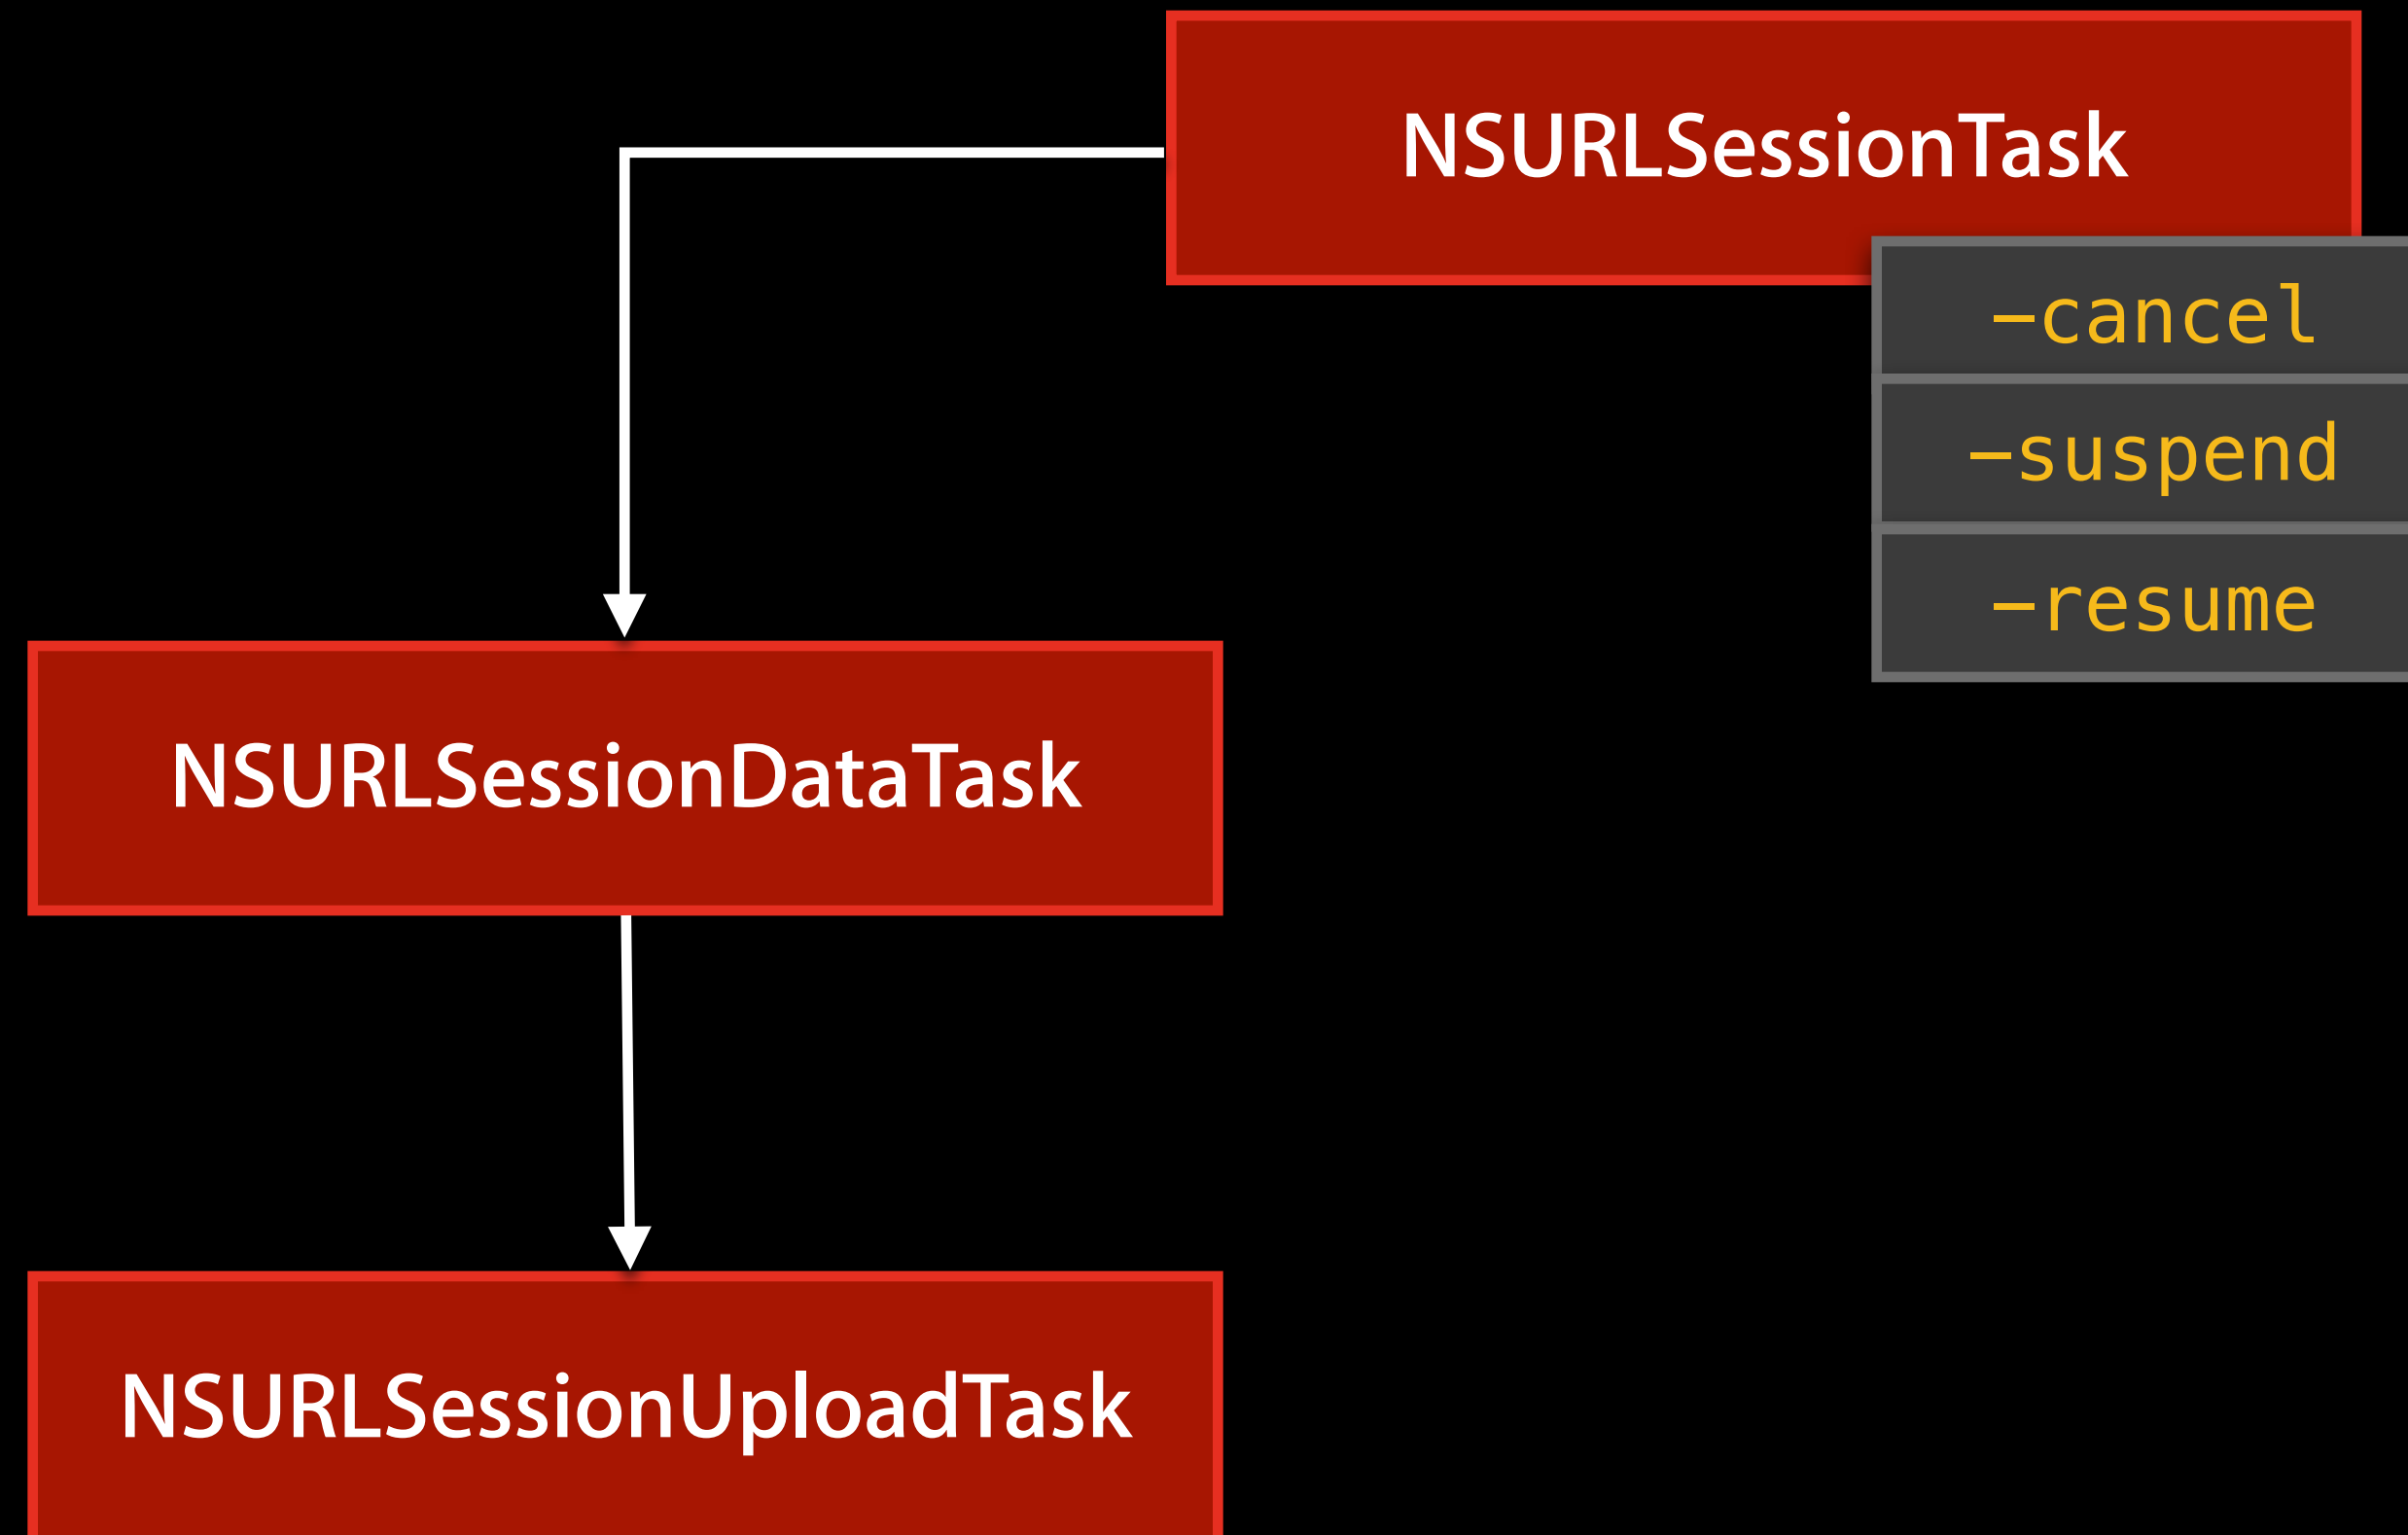 NSURLSessionTask
–cancel
–suspend
–resume
NSURLSessionDataTask
NSURLSessionUploadTask